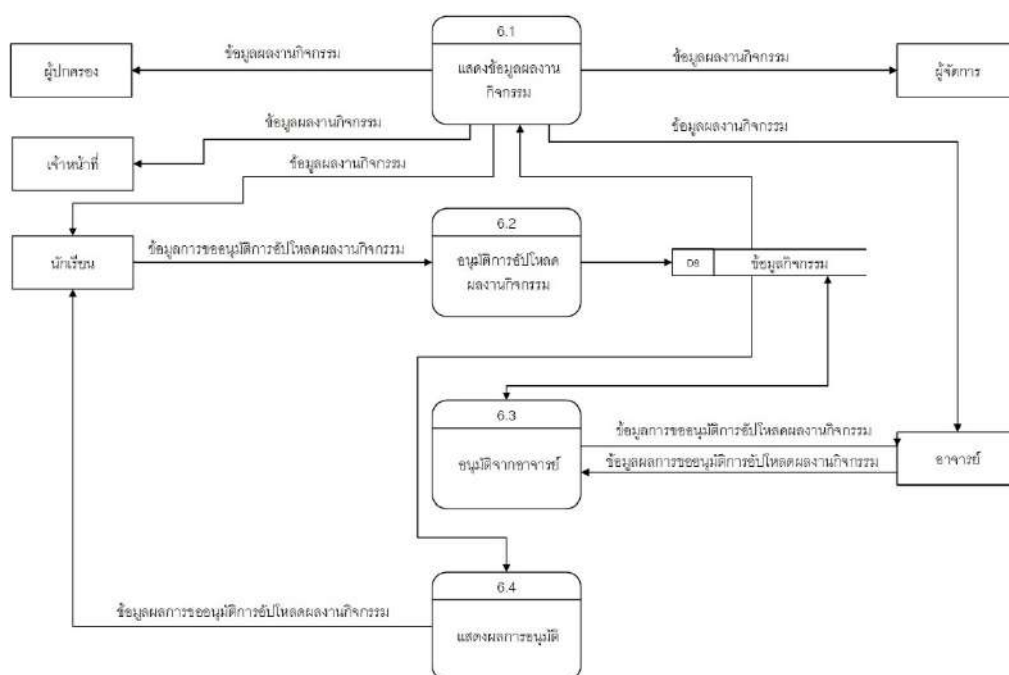 6.1
ข้อมูลผลงานกิจกรรม
ข้อมูลผลงานกิจกรรม
ผู้ปกครอง
แสดงข้อมูลผลงาน
กิจกรรม
ผู้จัดการ
ข้อมูลผลงานกิจกรรม
ข้อมูลผลงานกิจกรรม
เจ้าหน้าที่
ข้อมูลผลงานกิจกรรม
6.2
นักเรียน
ข้อมูลการขออนุมัติการอัปโหลดผลงานกิจกรรม
อนุมัติการอัปโหลด
ผลงานกิจกรรม
D8 ข้อมูลกิจกรรม
6.3
ข้อมูลการขออนุมัติการอัปโหลดผลงานกิจกรรม
อนุมัติจากอาจารย์
ข้อมูลผลการขออนุมัติการอัปโหลดผลงานกิจกรรม
อาจารย์
6.4
ข้อมูลผลการขออนุมัติการอัปโหลดผลงานกิจกรรม
แสดงผลการอนุมัติ